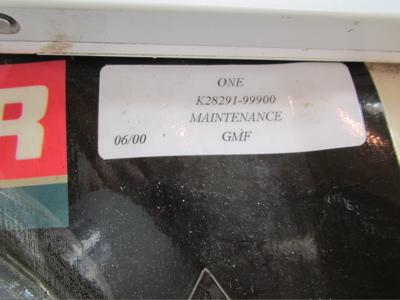 ONE
K28291-99900
MAINTENANCE
06/00 GMF
R